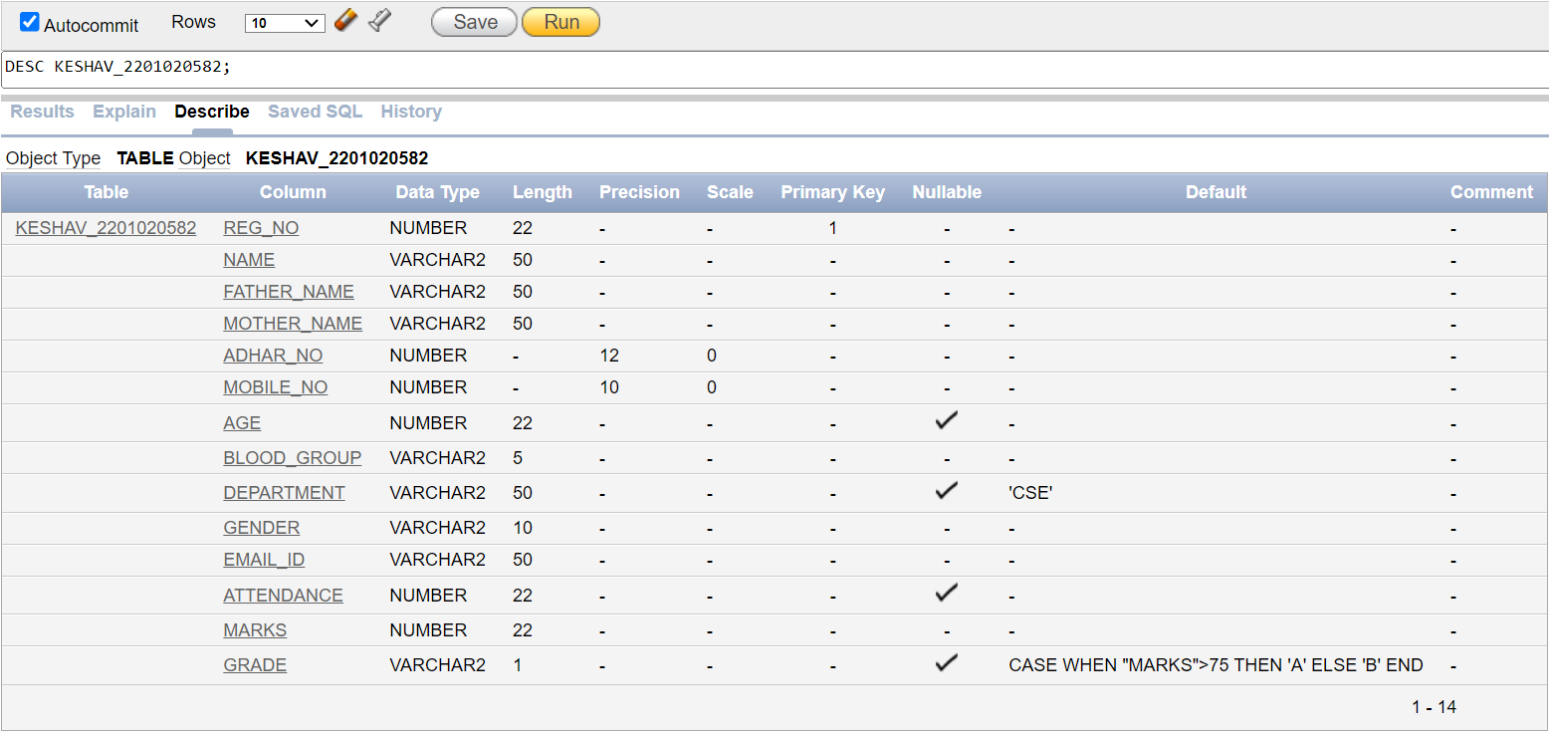 Autocommit Rows 10 Save Run
DESC KESHAV_2201020582;
Results Explain Describe Saved SQL History
Object Type TABLE Object KESHAV_2201020582
Table Column Data Type Length Precision Scale Primary Key Nullable Default Comment
KESHAV_2201020582 REG_NO NUMBER 22 - - 1 - - -
NAME VARCHAR2 50 - - - - - -
FATHER_NAME VARCHAR2 50 - - - - - -
MOTHER_NAME VARCHAR2 50 - - - - - -
ADHAR_NO NUMBER - 12 0 - - - -
MOBILE_NO NUMBER - 10 0 - - - -
AGE NUMBER 22 - - - ✓ - -
BLOOD_GROUP VARCHAR2 5 - - - - - -
DEPARTMENT VARCHAR2 50 - - - ✓ 'CSE' -
GENDER VARCHAR2 10 - - - - - -
EMAIL_ID VARCHAR2 50 - - - - - -
ATTENDANCE NUMBER 22 - - - ✓ - -
MARKS NUMBER 22 - - - - - -
GRADE VARCHAR2 1 - - - ✓ CASE WHEN "MARKS">75 THEN 'A' ELSE 'B' END -
1 - 14